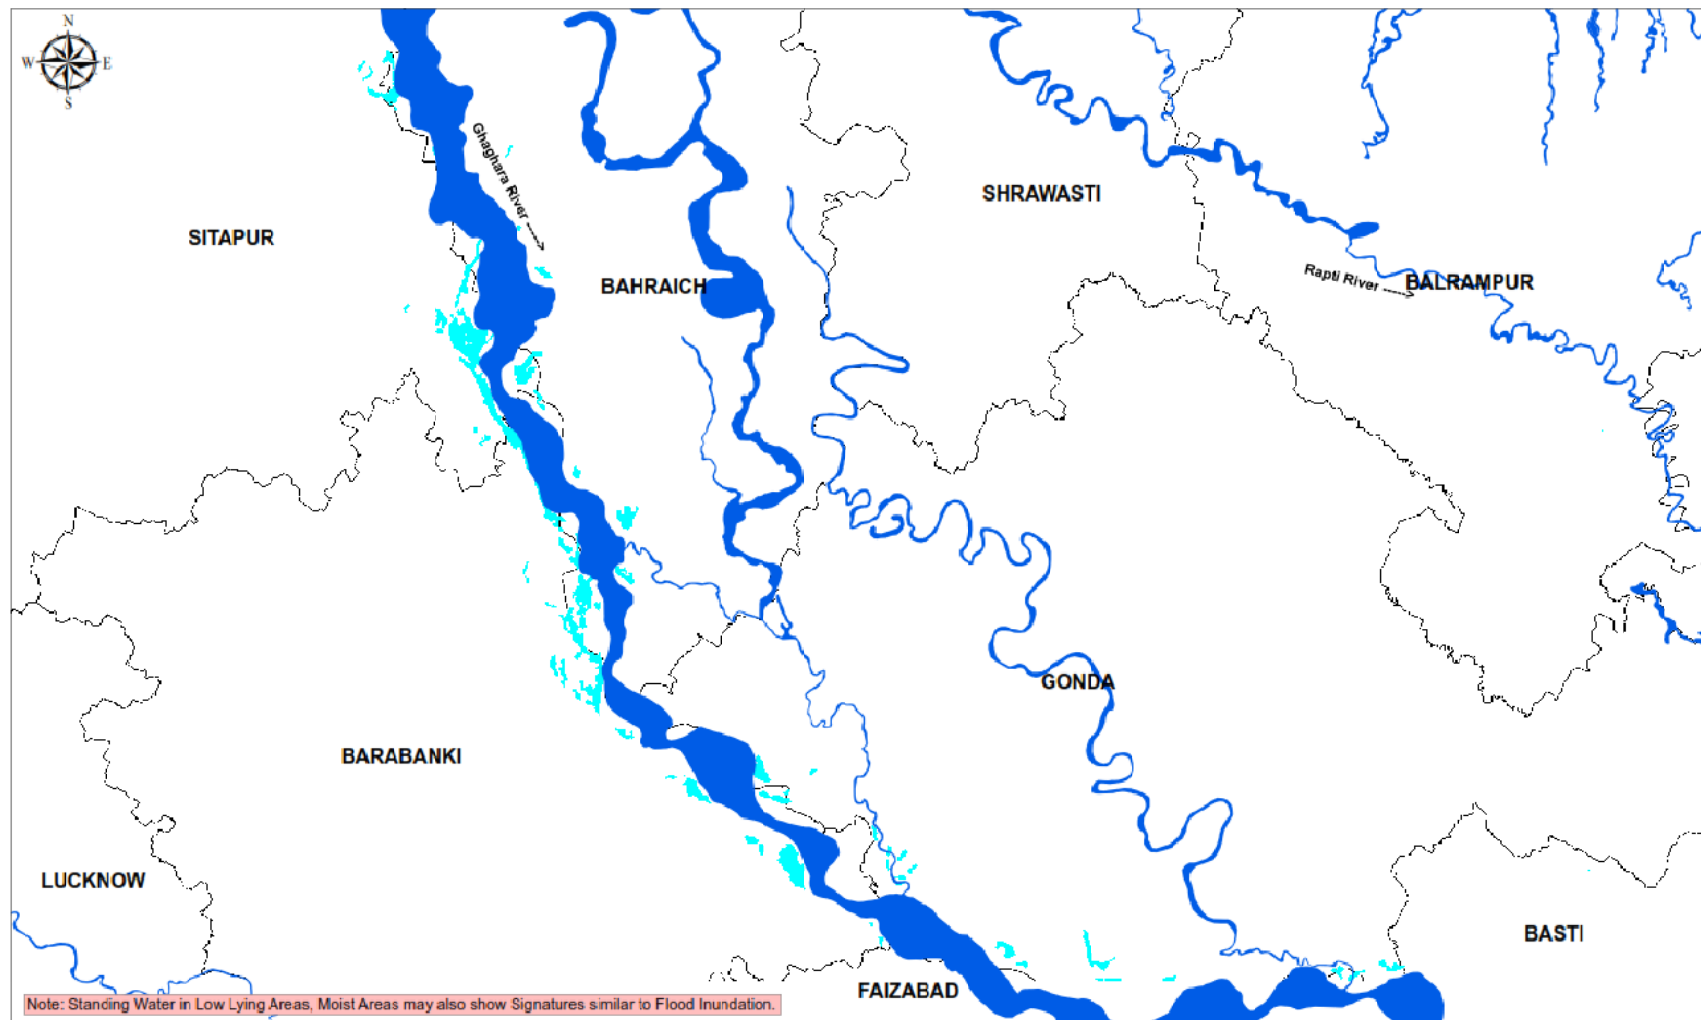 N
W E
S
Ghaghara River
SHRAWASTI
SITAPUR
BAHRAICH
Rapti River
BALRAMPUR
GONDA
BARABANKI
LUCKNOW
BASTI
FAIZABAD
Note: Standing Water in Low Lying Areas, Moist Areas may also show Signatures similar to Flood Inundation.